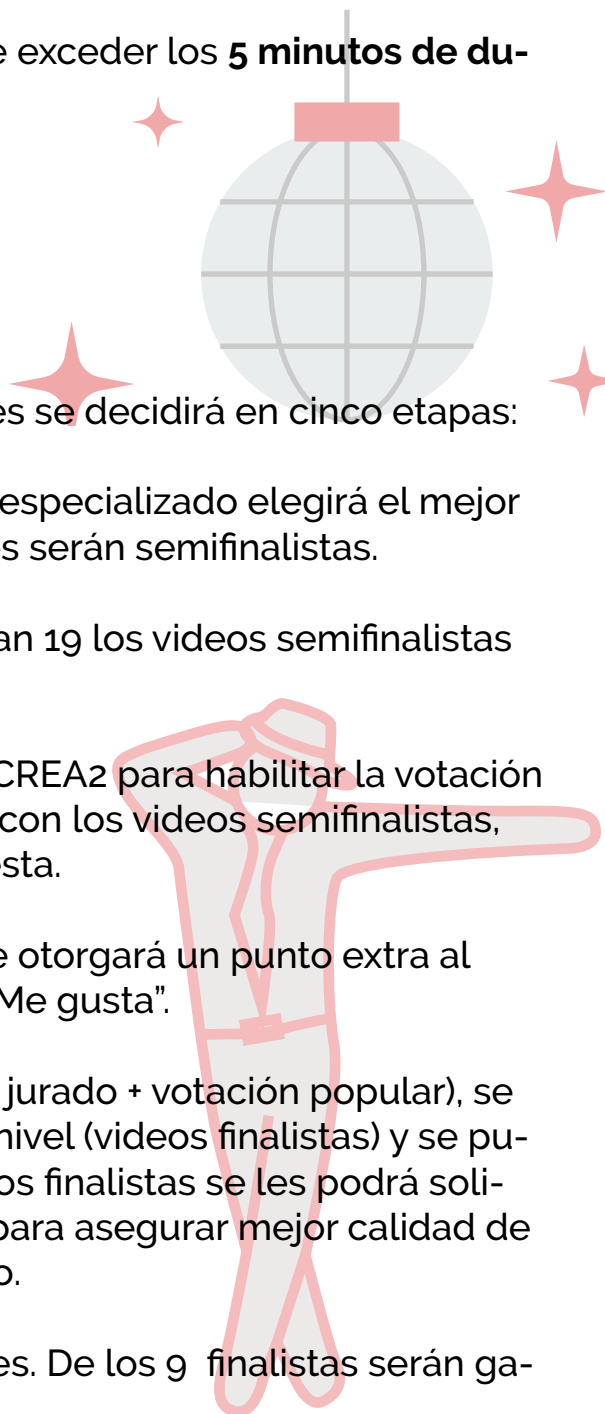 e exceder los 5 minutos de du-
es se decidirá en cinco etapas:
especializado elegirá el mejor
es serán semifinalistas.
an 19 los videos semifinalistas
CREA2 para habilitar la votación
con los videos semifinalistas,
esta.
e otorgará un punto extra al
Me gusta”.
jurado + votación popular), se
nivel (videos finalistas) y se pu-
os finalistas se les podrá soli-
para asegurar mejor calidad de
o.
es. De los 9 finalistas serán ga-